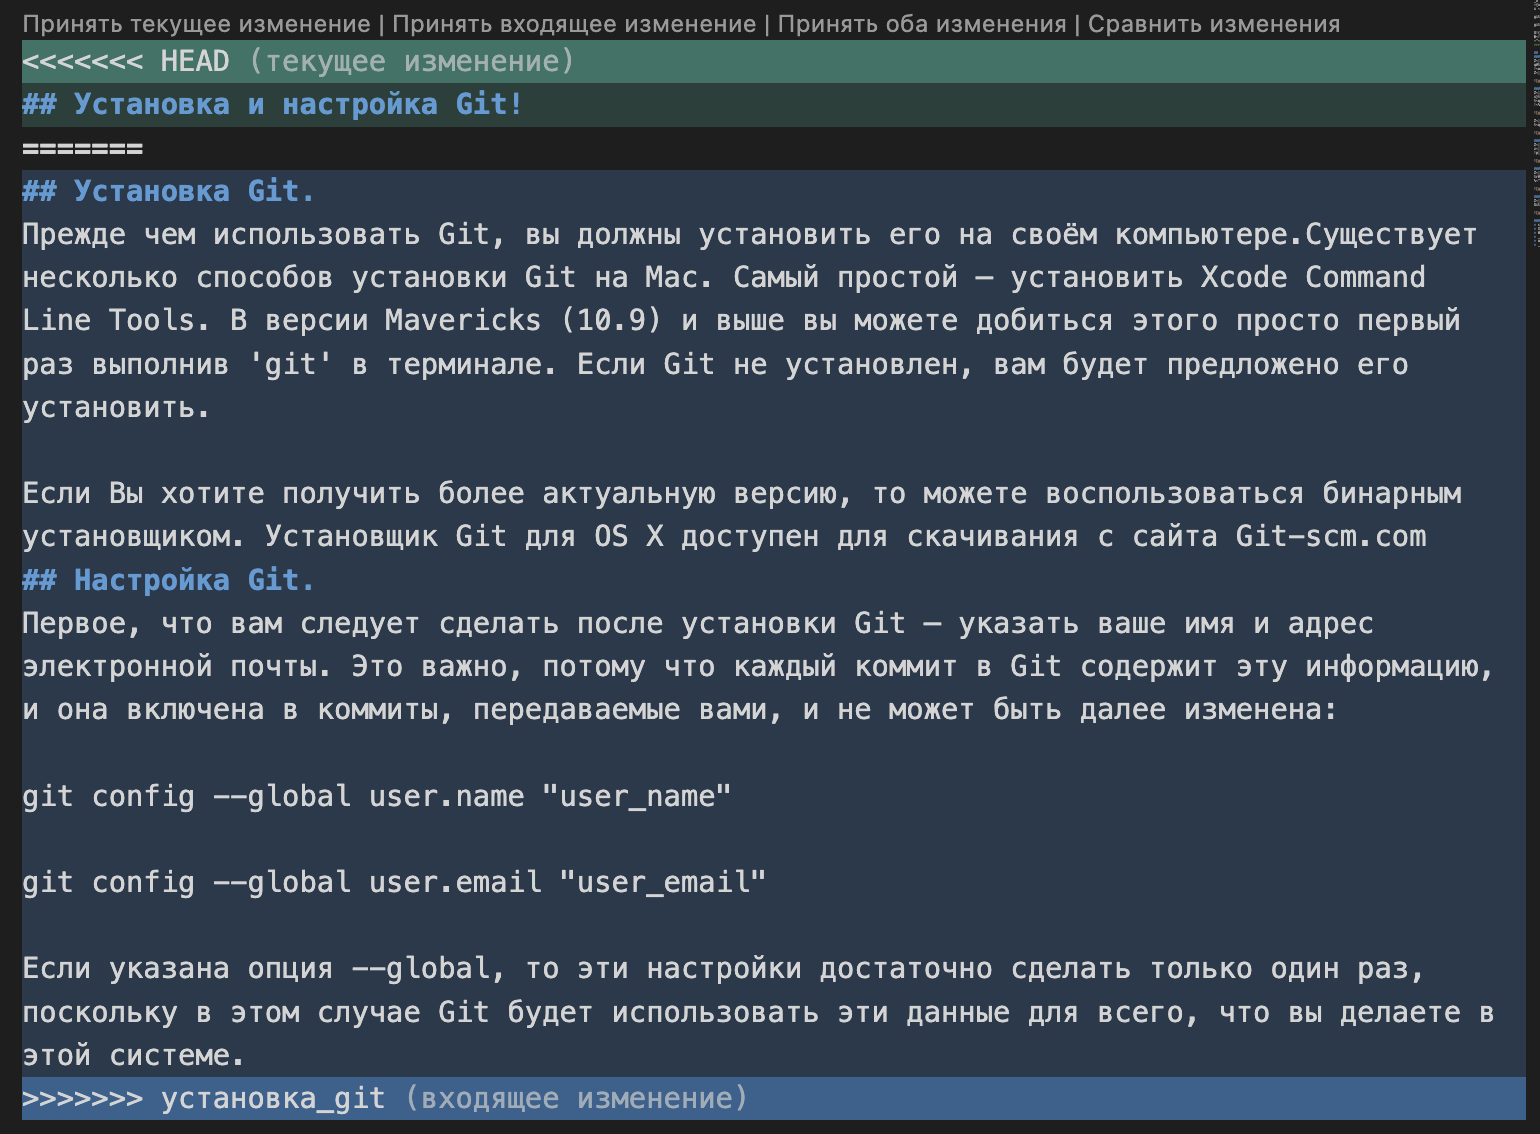 Принять текущее изменение | Принять входящее изменение | Принять оба изменения | Сравнить изменения
<<<<<<< HEAD (текущее изменение)
## Установка и настройка Git!
=======
## Установка Git.
Прежде чем использовать Git, вы должны установить его на своём компьютере.Существует
несколько способов установки Git на Mac. Самый простой — установить Xcode Command
Line Tools. В версии Mavericks (10.9) и выше вы можете добиться этого просто первый
раз выполнив 'git' в терминале. Если Git не установлен, вам будет предложено его
установить.

Если Вы хотите получить более актуальную версию, то можете воспользоваться бинарным
установщиком. Установщик Git для OS X доступен для скачивания с сайта Git-scm.com
## Настройка Git.
Первое, что вам следует сделать после установки Git — указать ваше имя и адрес
электронной почты. Это важно, потому что каждый коммит в Git содержит эту информацию,
и она включена в коммиты, передаваемые вами, и не может быть далее изменена:

git config --global user.name "user_name"

git config --global user.email "user_email"

Если указана опция --global, то эти настройки достаточно сделать только один раз,
поскольку в этом случае Git будет использовать эти данные для всего, что вы делаете в
этой системе.
>>>>>>> установка_git (входящее изменение)